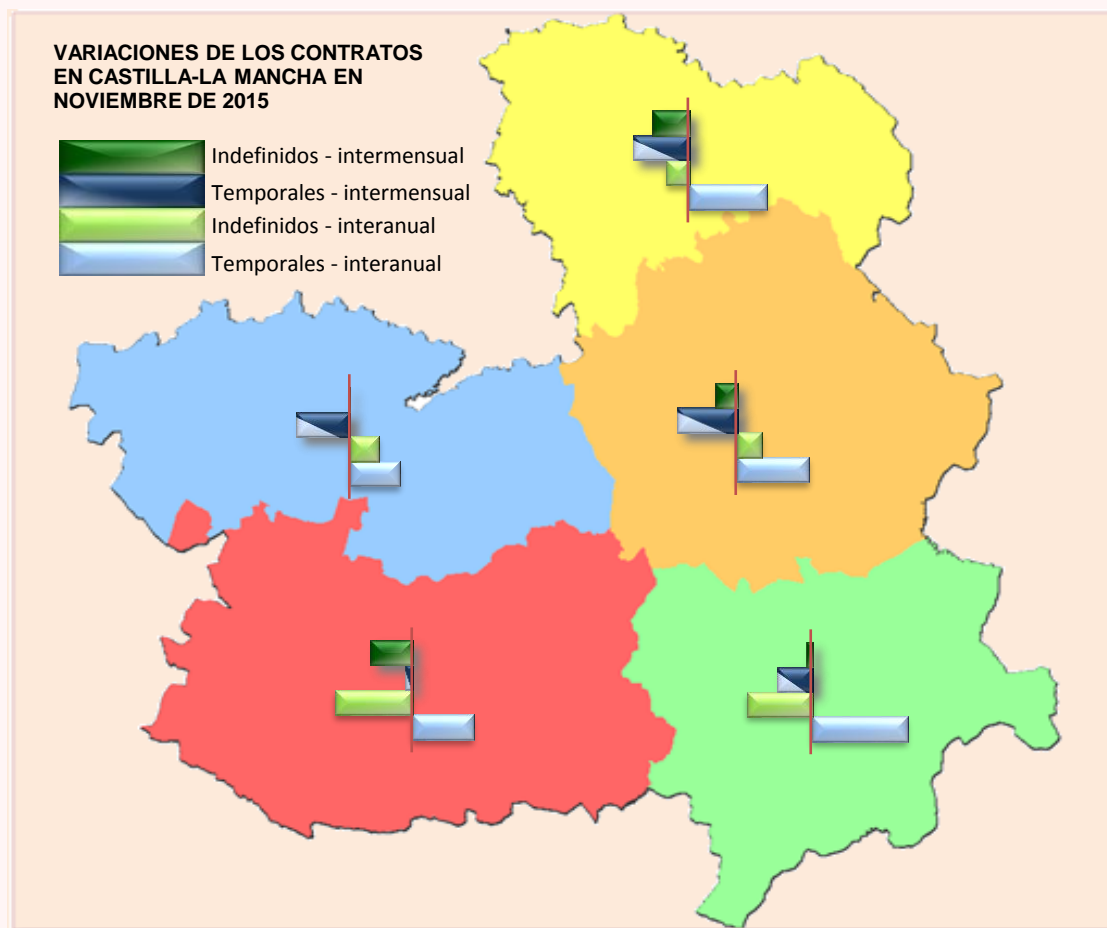 VARIACIONES DE LOS CONTRATOS
EN CASTILLA-LA MANCHA EN
NOVIEMBRE DE 2015
Indefinidos - intermensual
Temporales - intermensual
Indefinidos - interanual
Temporales - interanual